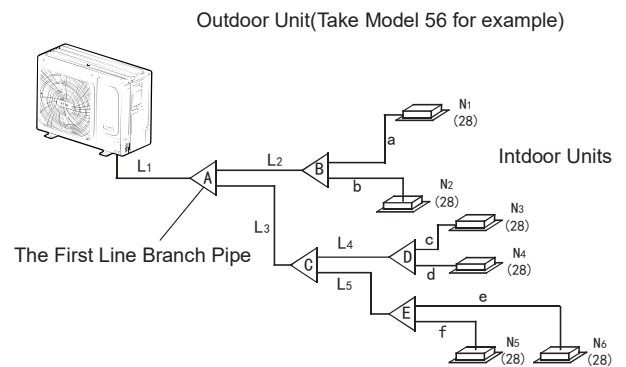 Outdoor Unit(Take Model 56 for example)
N1
(28)
a
Intdoor Units
L1
A
L2
B
b
N2
(28)
N3
(28)
L3
The First Line Branch Pipe
C
L4
D
c
d
N4
(28)
L5
E
e
f
N5
(28)
N6
(28)